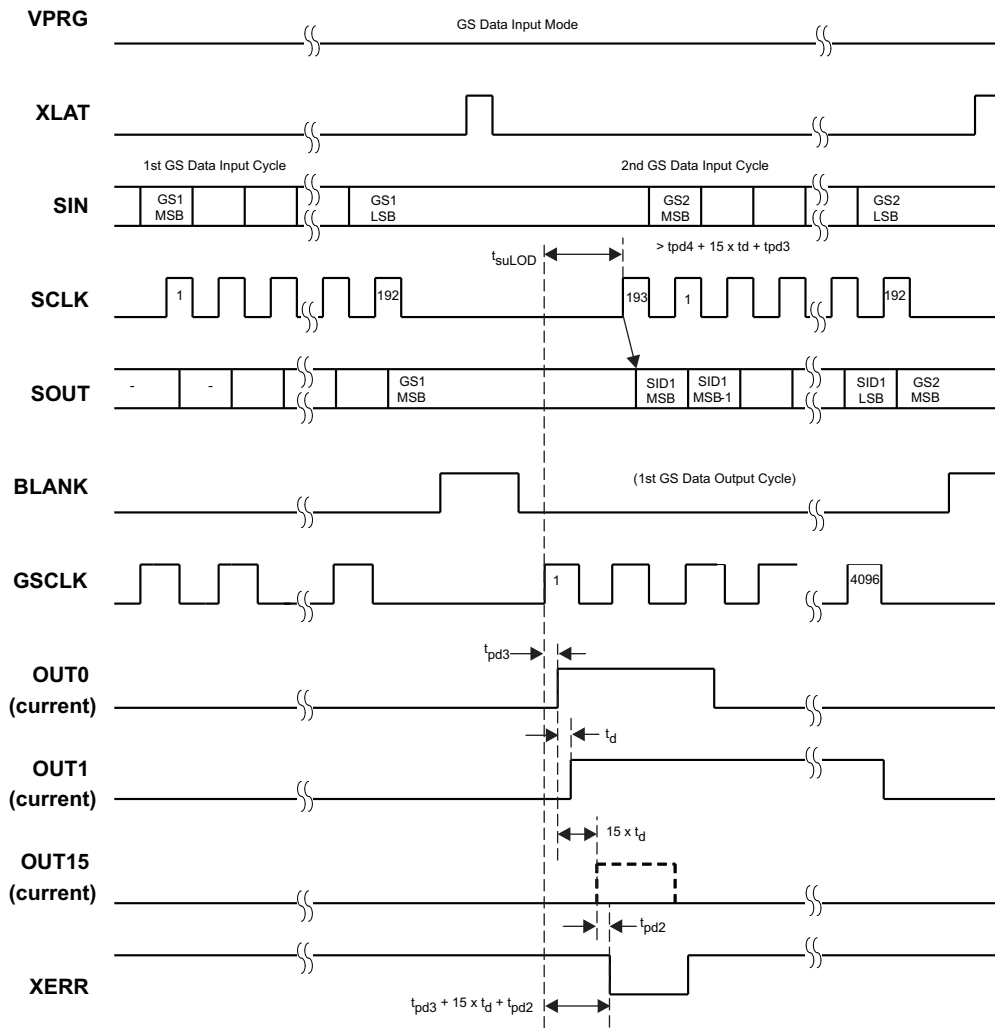 VPRG
GS Data Input Mode
XLAT
1st GS Data Input Cycle
2nd GS Data Input Cycle
SIN
GS1
MSB
GS1
LSB
GS2
MSB
GS2
LSB
tsuLOD
> tpd4 + 15 x td + tpd3
SCLK
1
192
193
1
192
SOUT
-
-
GS1
MSB
SID1
MSB
SID1
MSB-1
SID1
LSB
GS2
MSB
BLANK
(1st GS Data Output Cycle)
GSCLK
1
4096
tpd3
OUT0
(current)
td
OUT1
(current)
15 x td
OUT15
(current)
tpd2
XERR
tpd3 + 15 x td + tpd2